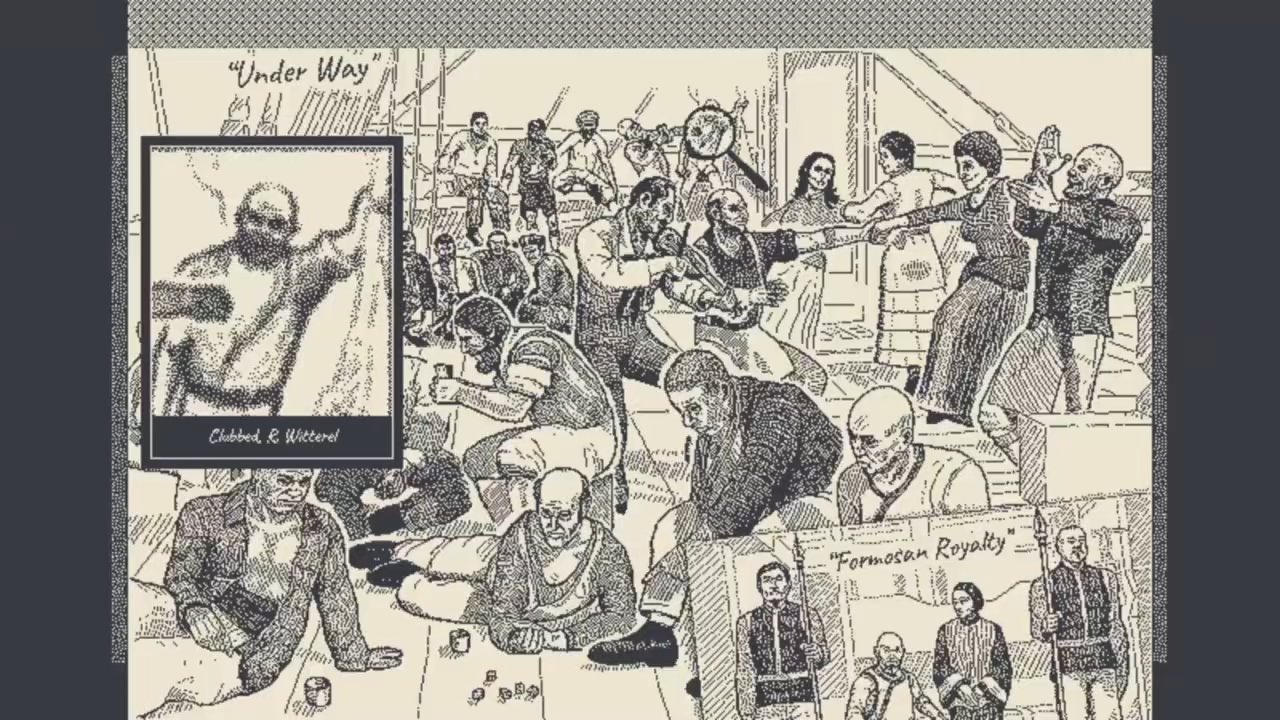 "Under Way"
Clubbed, R. Witterel
"Formosan Royalty"